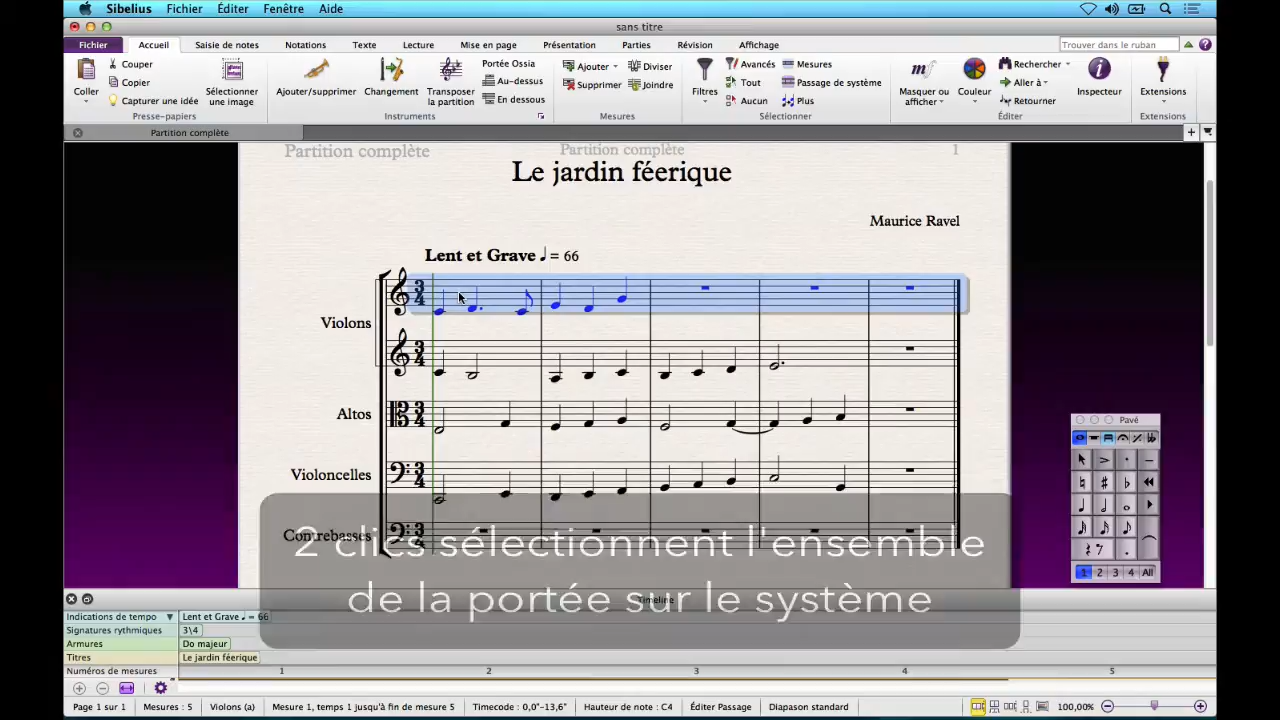 Sibelius Fichier Éditer Fenêtre Aide
sans titre
Fichier Accueil Saisie de notes Notations Texte Lecture Mise en page Présentation Parties Révision Affichage Trouver dans le ruban
Coller
Couper
Copier
Capturer une idée
Sélectionner
une image
Presse-papiers
Ajouter/supprimer
Changement
Transposer
la partition
Portée Ossia
Au-dessus
En dessous
Instruments
Ajouter
Supprimer
Diviser
Joindre
Mesures
Filtres
Avancés
Tout
Aucun
Mesures
Passage de système
Plus
Sélectionner
mf
Masquer ou
afficher
Couleur
Rechercher
Aller à
Retourner
Inspecteur
Éditer
Extensions
Extensions
Partition complète
Partition complète Partition complète 1
Le jardin féerique
Maurice Ravel
Lent et Grave ♩ = 66
Violons
Altos
Violoncelles
Contrebasses
2 clics sélectionnent l'ensemble
de la portée sur le système
Pavé
1 2 3 4 All
Timeline
Indications de tempo Lent et Grave ♩ = 66
Signatures rythmiques 3\4
Armures Do majeur
Titres Le jardin féerique
Numéros de mesures 1 2 3 4 5
Page 1 sur 1 Mesures : 5 Violons (a) Mesure 1, temps 1 jusqu'à fin de mesure 5 Timecode : 0,0"-13,6" Hauteur de note : C4 Éditer Passage Diapason standard 100,00%